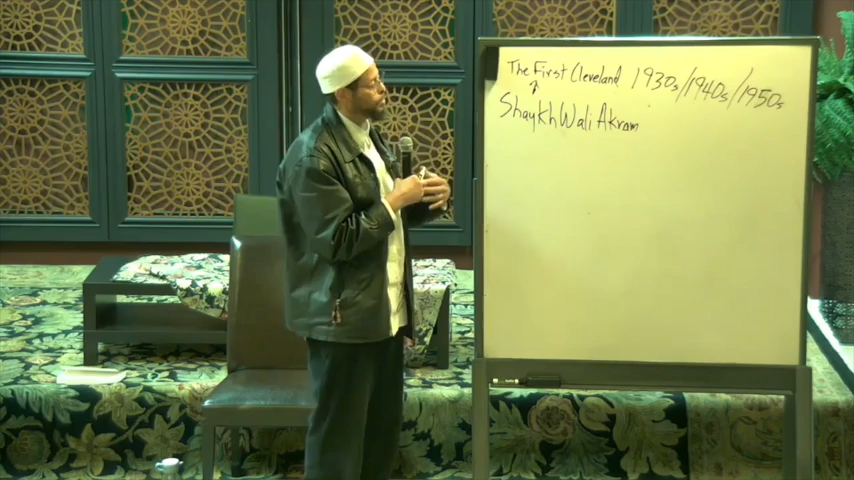 The First Cleveland 1930s/1940s/1950s
↑
Shaykh Wali Akram